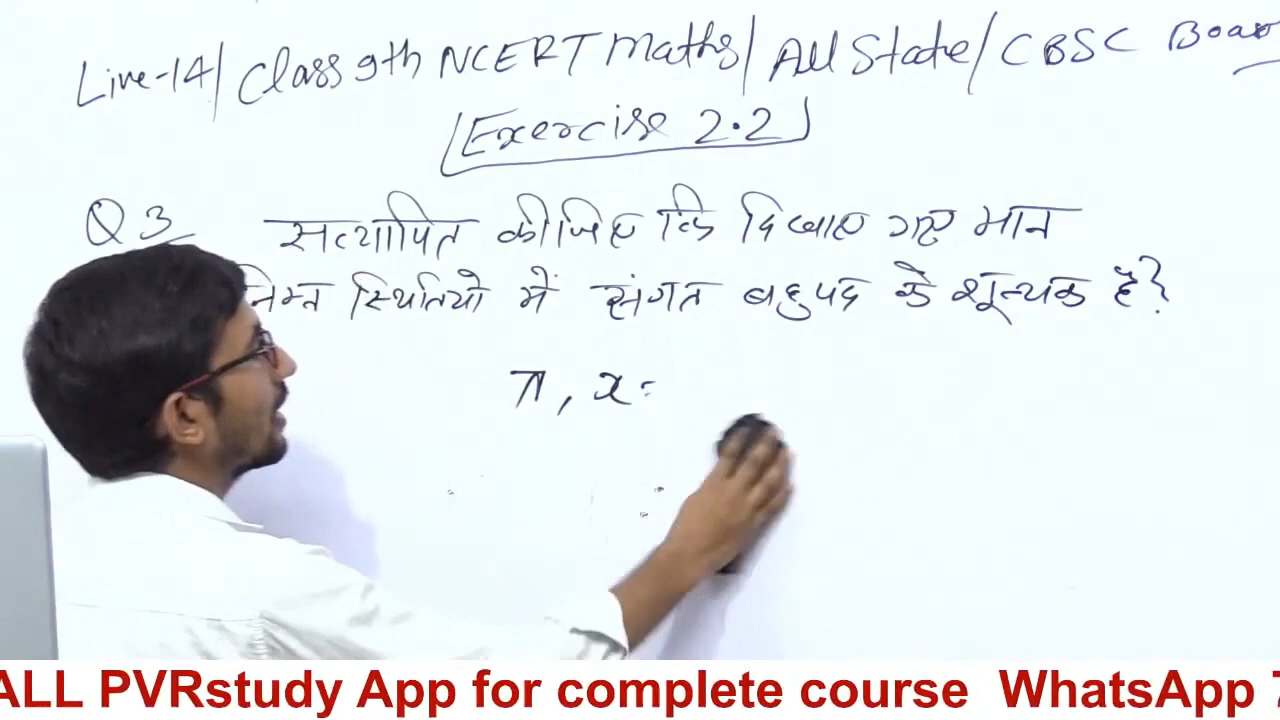 Live-14/ Class 9th NCERT Maths/ All State/ CBSC Boar
Exercise 2.2
Q 3 सत्यापित कीजिए कि दिखाए गए मान
निम्न स्थितियो में संगत बहुपद के शून्यक है?
π, x=
ALL PVRstudy App for complete course WhatsApp 7